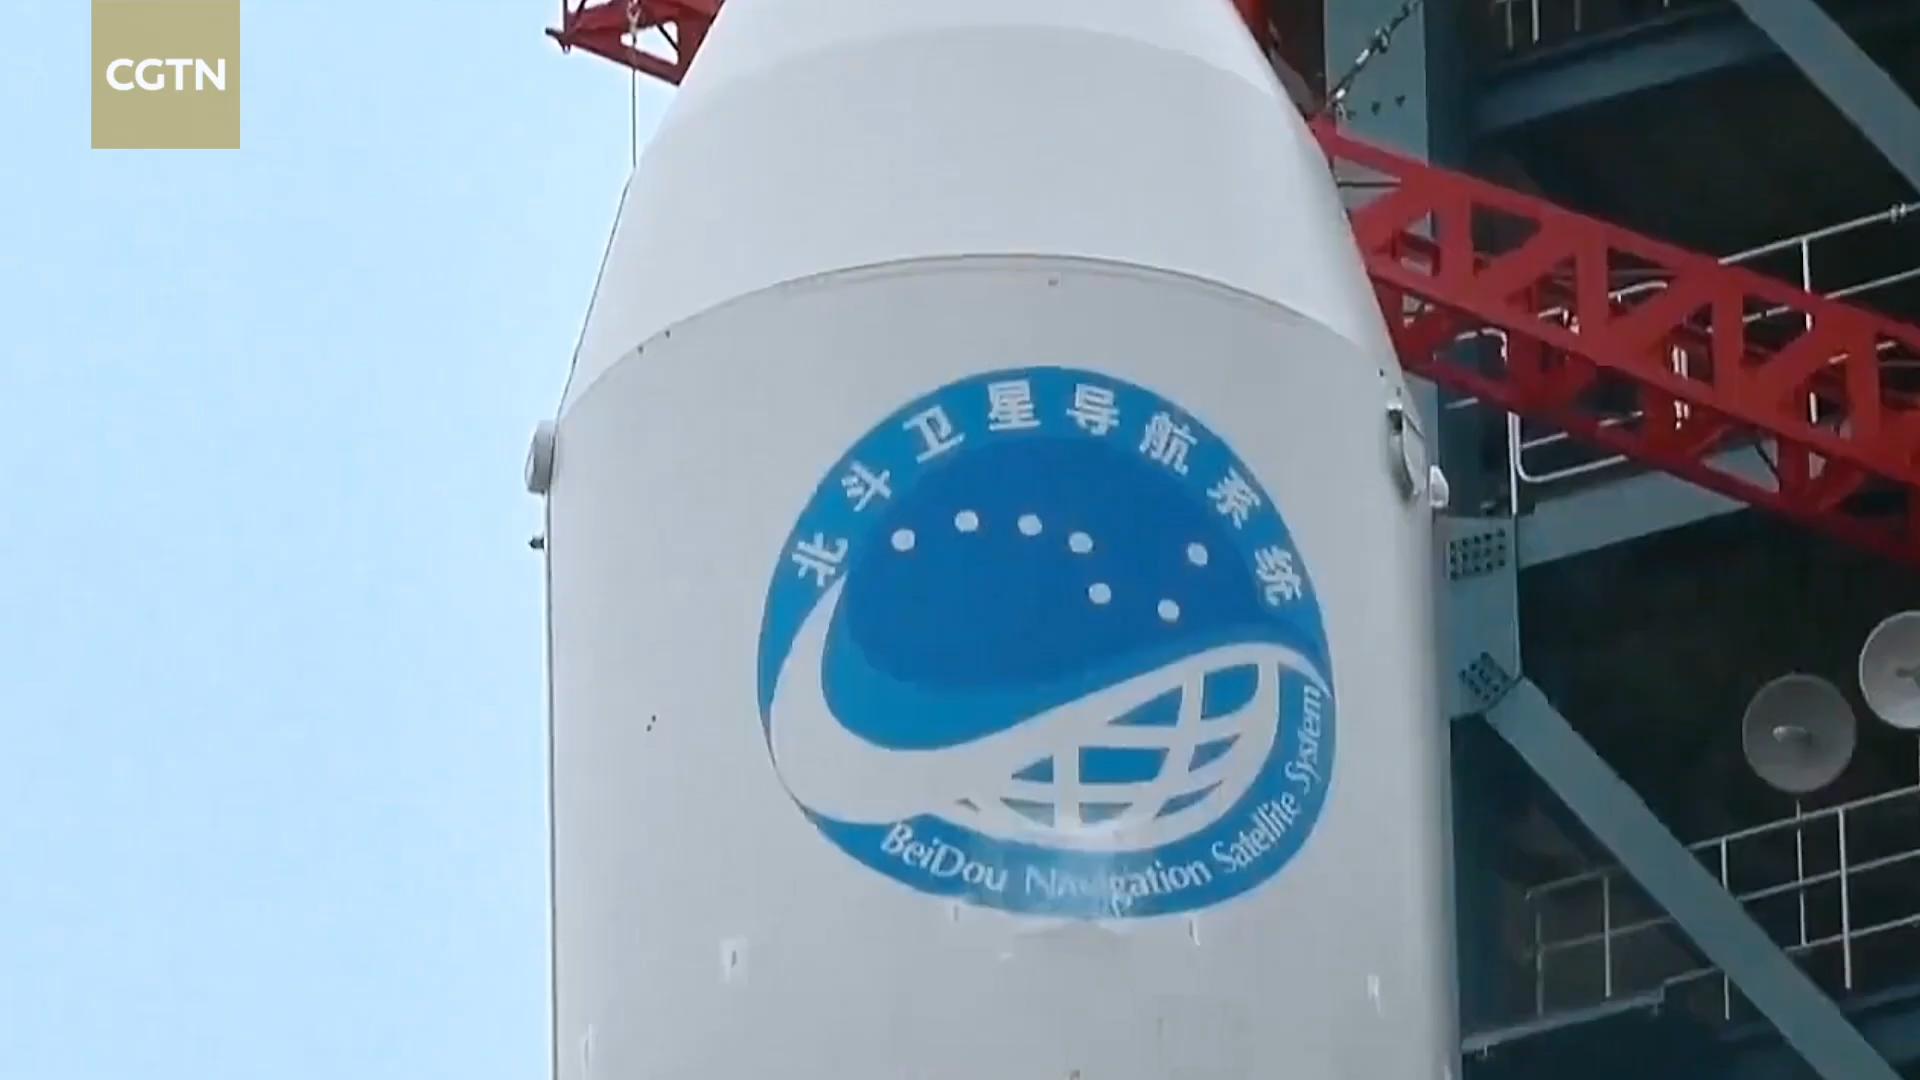 CGTN
北斗卫星导航系统
BeiDou Navigation Satellite System